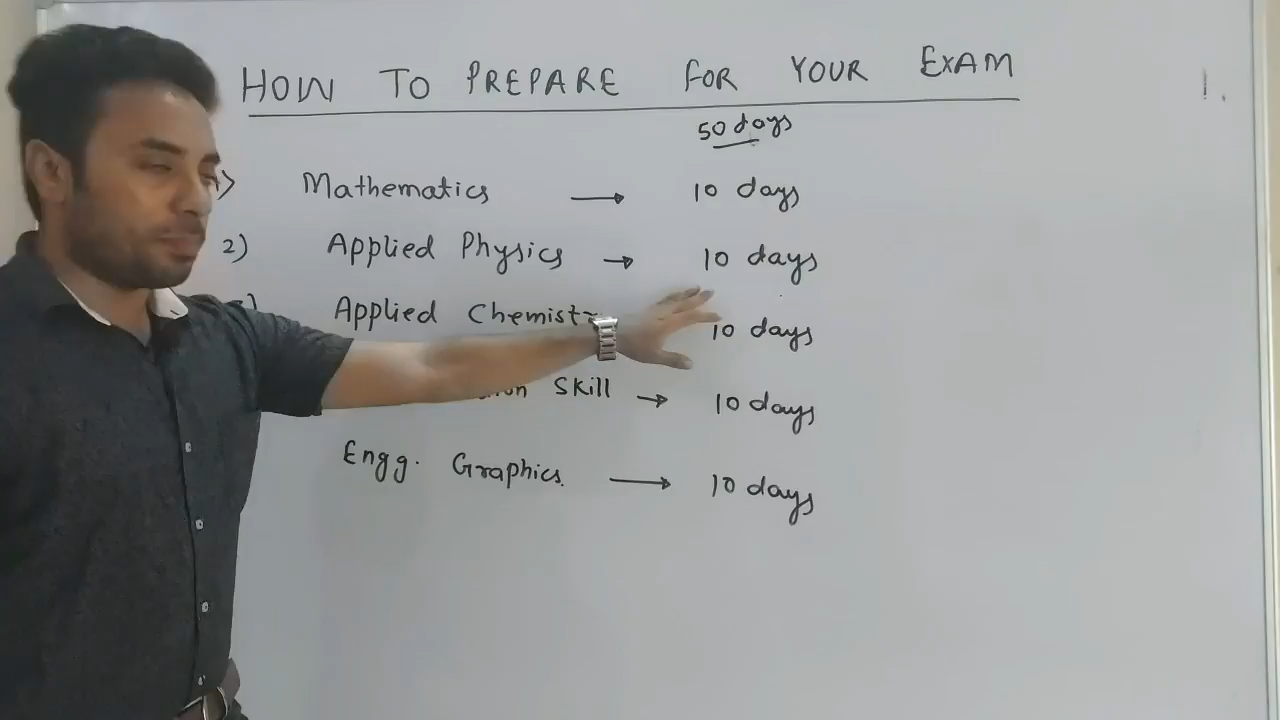 HOW TO PREPARE FOR YOUR EXAM
1.
50 days
Mathematics → 10 days
2) Applied Physics → 10 days
Applied 10 days
Skill → 10 days
Engg. Graphics → 10 days